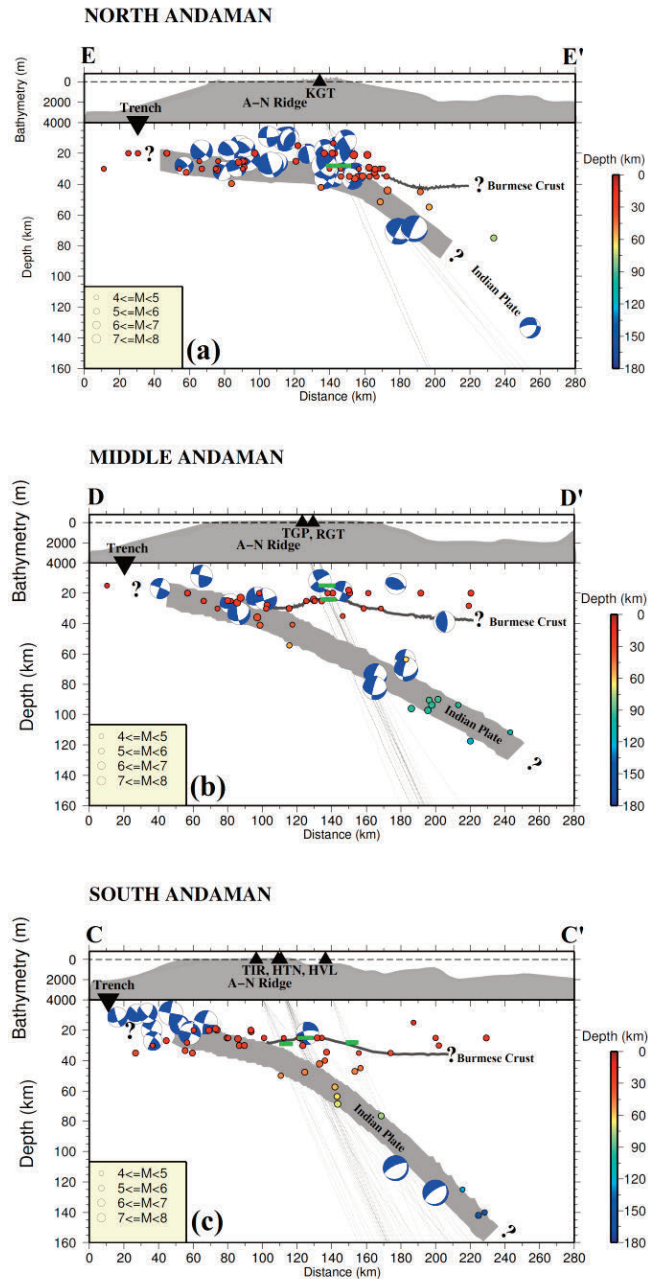 NORTH ANDAMAN
E E'
Bathymetry (m)
0
2000
4000
KGT
A-N Ridge
Trench
?
? Burmese Crust
?
Indian Plate
Depth (km)
20
40
60
80
100
120
140
160
4<=M<5
5<=M<6
6<=M<7
7<=M<8
(a)
0 20 40 60 80 100 120 140 160 180 200 220 240 260 280
Distance (km)
Depth (km)
0
30
60
90
120
150
180
MIDDLE ANDAMAN
D D'
Bathymetry (m)
0
2000
4000
TGP, RGT
A-N Ridge
Trench
?
? Burmese Crust
Indian Plate
?
Depth (km)
20
40
60
80
100
120
140
160
4<=M<5
5<=M<6
6<=M<7
7<=M<8
(b)
0 20 40 60 80 100 120 140 160 180 200 220 240 260 280
Distance (km)
Depth (km)
0
30
60
90
120
150
180
SOUTH ANDAMAN
C C'
Bathymetry (m)
0
2000
4000
TIR, HTN, HVL
A-N Ridge
Trench
?
? Burmese Crust
Indian Plate
?
Depth (km)
20
40
60
80
100
120
140
160
4<=M<5
5<=M<6
6<=M<7
7<=M<8
(c)
0 20 40 60 80 100 120 140 160 180 200 220 240 260 280
Distance (km)
Depth (km)
0
30
60
90
120
150
180